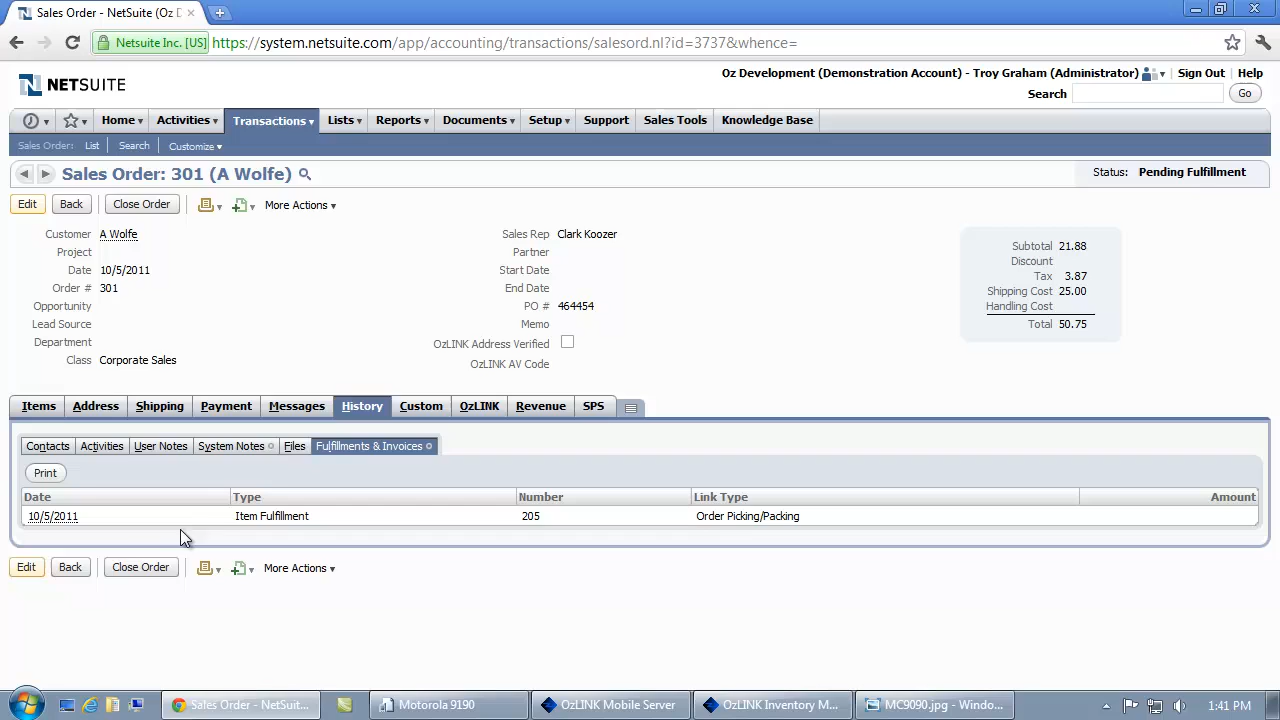 Sales Order - NetSuite (Oz D
Netsuite Inc. [US] https://system.netsuite.com/app/accounting/transactions/salesord.nl?id=3737&whence=
NETSUITE
Oz Development (Demonstration Account) - Troy Graham (Administrator) Sign Out Help
Search Go
Home Activities Transactions Lists Reports Documents Setup Support Sales Tools Knowledge Base
Sales Order: List Search Customize
Sales Order: 301 (A Wolfe) Status: Pending Fulfillment
Edit Back Close Order More Actions
Customer A Wolfe Sales Rep Clark Koozer Subtotal 21.88
Project Partner Discount
Date 10/5/2011 Start Date Tax 3.87
Order # 301 End Date Shipping Cost 25.00
Opportunity PO # 464454 Handling Cost
Lead Source Memo Total 50.75
Department OzLINK Address Verified
Class Corporate Sales OzLINK AV Code
Items Address Shipping Payment Messages History Custom OzLINK Revenue SPS
Contacts Activities User Notes System Notes Files Fulfillments & Invoices
Print
Date Type Number Link Type Amount
10/5/2011 Item Fulfillment 205 Order Picking/Packing
Edit Back Close Order More Actions
Sales Order - NetSuit... Motorola 9190 OzLINK Mobile Server OzLINK Inventory M... MC9090.jpg - Windo... 1:41 PM